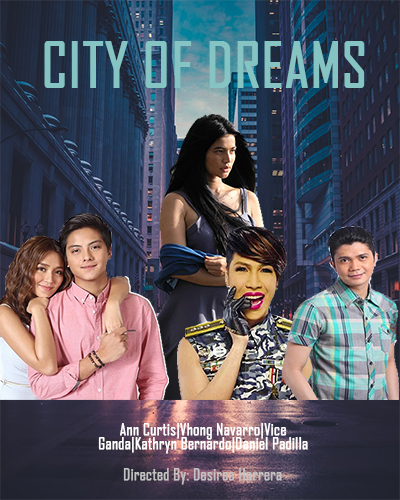 CITY OF DREAMS
Ann Curtis|Vhong Navarro|Vice
Ganda|Kathryn Bernardo|Daniel Padilla
Directed By: Desiree Herrera